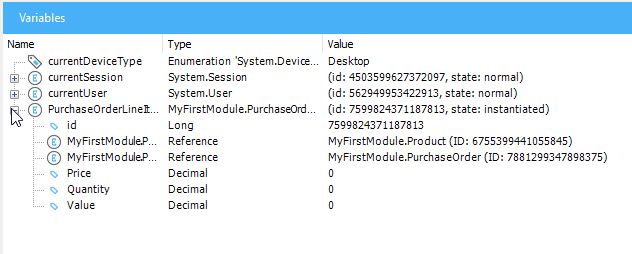 Variables
Name Type Value
currentDeviceType Enumeration 'System.Device... Desktop
currentSession System.Session (id: 4503599627372097, state: normal)
currentUser System.User (id: 562949953422913, state: normal)
PurchaseOrderLineIt... MyFirstModule.PurchaseOrd... (id: 7599824371187813, state: instantiated)
id Long 7599824371187813
MyFirstModule.P... Reference MyFirstModule.Product (ID: 6755399441055845)
MyFirstModule.P... Reference MyFirstModule.PurchaseOrder (ID: 7881299347898375)
Price Decimal 0
Quantity Decimal 0
Value Decimal 0